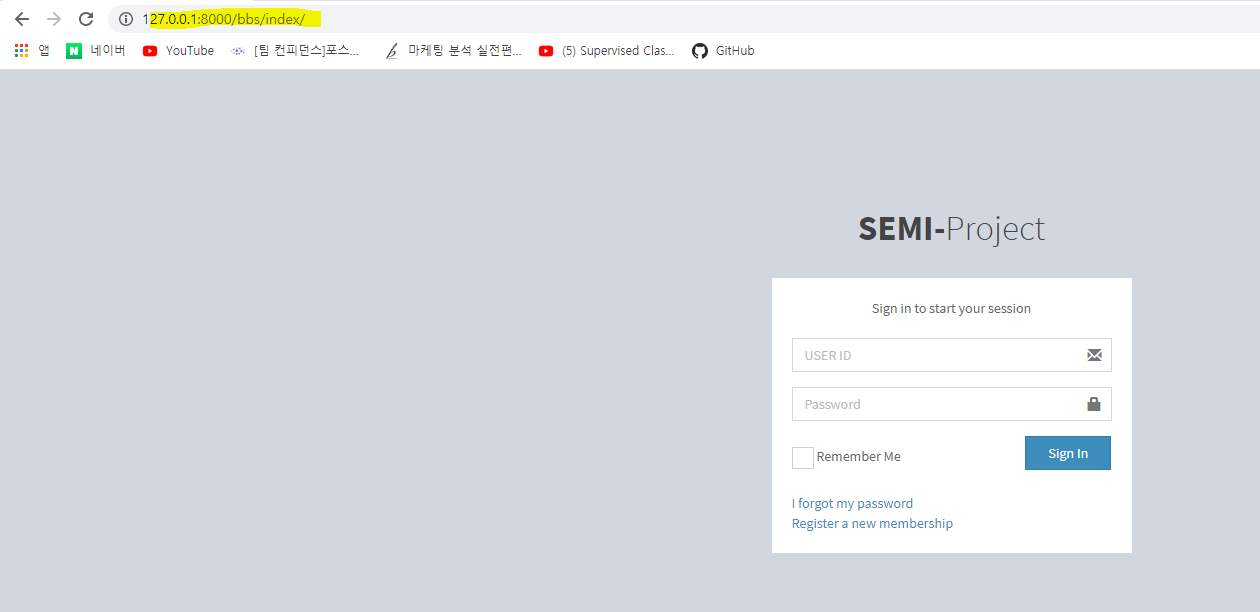 127.0.0.1:8000/bbs/index/
앱 네이버 YouTube [팀 컨피던스]포스... 마케팅 분석 실전편... (5) Supervised Clas... GitHub
SEMI-Project
Sign in to start your session
USER ID
Password
Remember Me Sign In
I forgot my password
Register a new membership